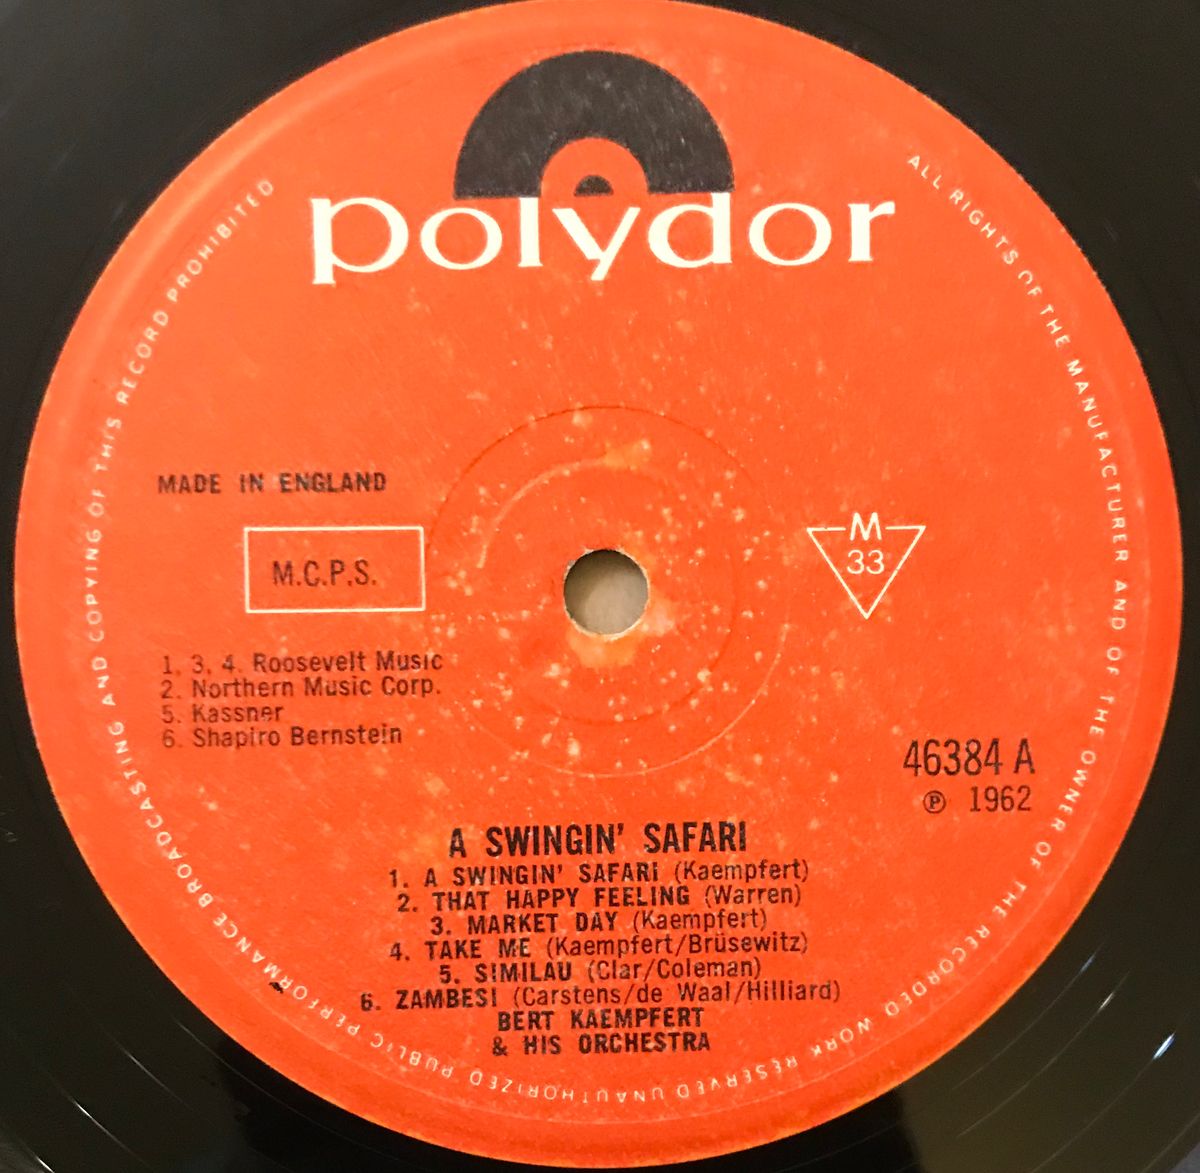 polydor
ALL RIGHTS OF THE MANUFACTURER AND OF THE OWNER OF THE RECORDED WORK RESERVED UNAUTHORIZED PUBLIC PERFORMANCE BROADCASTING AND COPYING OF THIS RECORD PROHIBITED
MADE IN ENGLAND
M.C.P.S.
M
33
1. 3. 4. Roosevelt Music
2. Northern Music Corp.
5. Kassner
6. Shapiro Bernstein
46384 A
℗ 1962
A SWINGIN' SAFARI
1. A SWINGIN' SAFARI (Kaempfert)
2. THAT HAPPY FEELING (Warren)
3. MARKET DAY (Kaempfert)
4. TAKE ME (Kaempfert/Brüsewitz)
5. SIMILAU (Clar/Coleman)
6. ZAMBESI (Carstens/de Waal/Hilliard)
BERT KAEMPFERT
& HIS ORCHESTRA